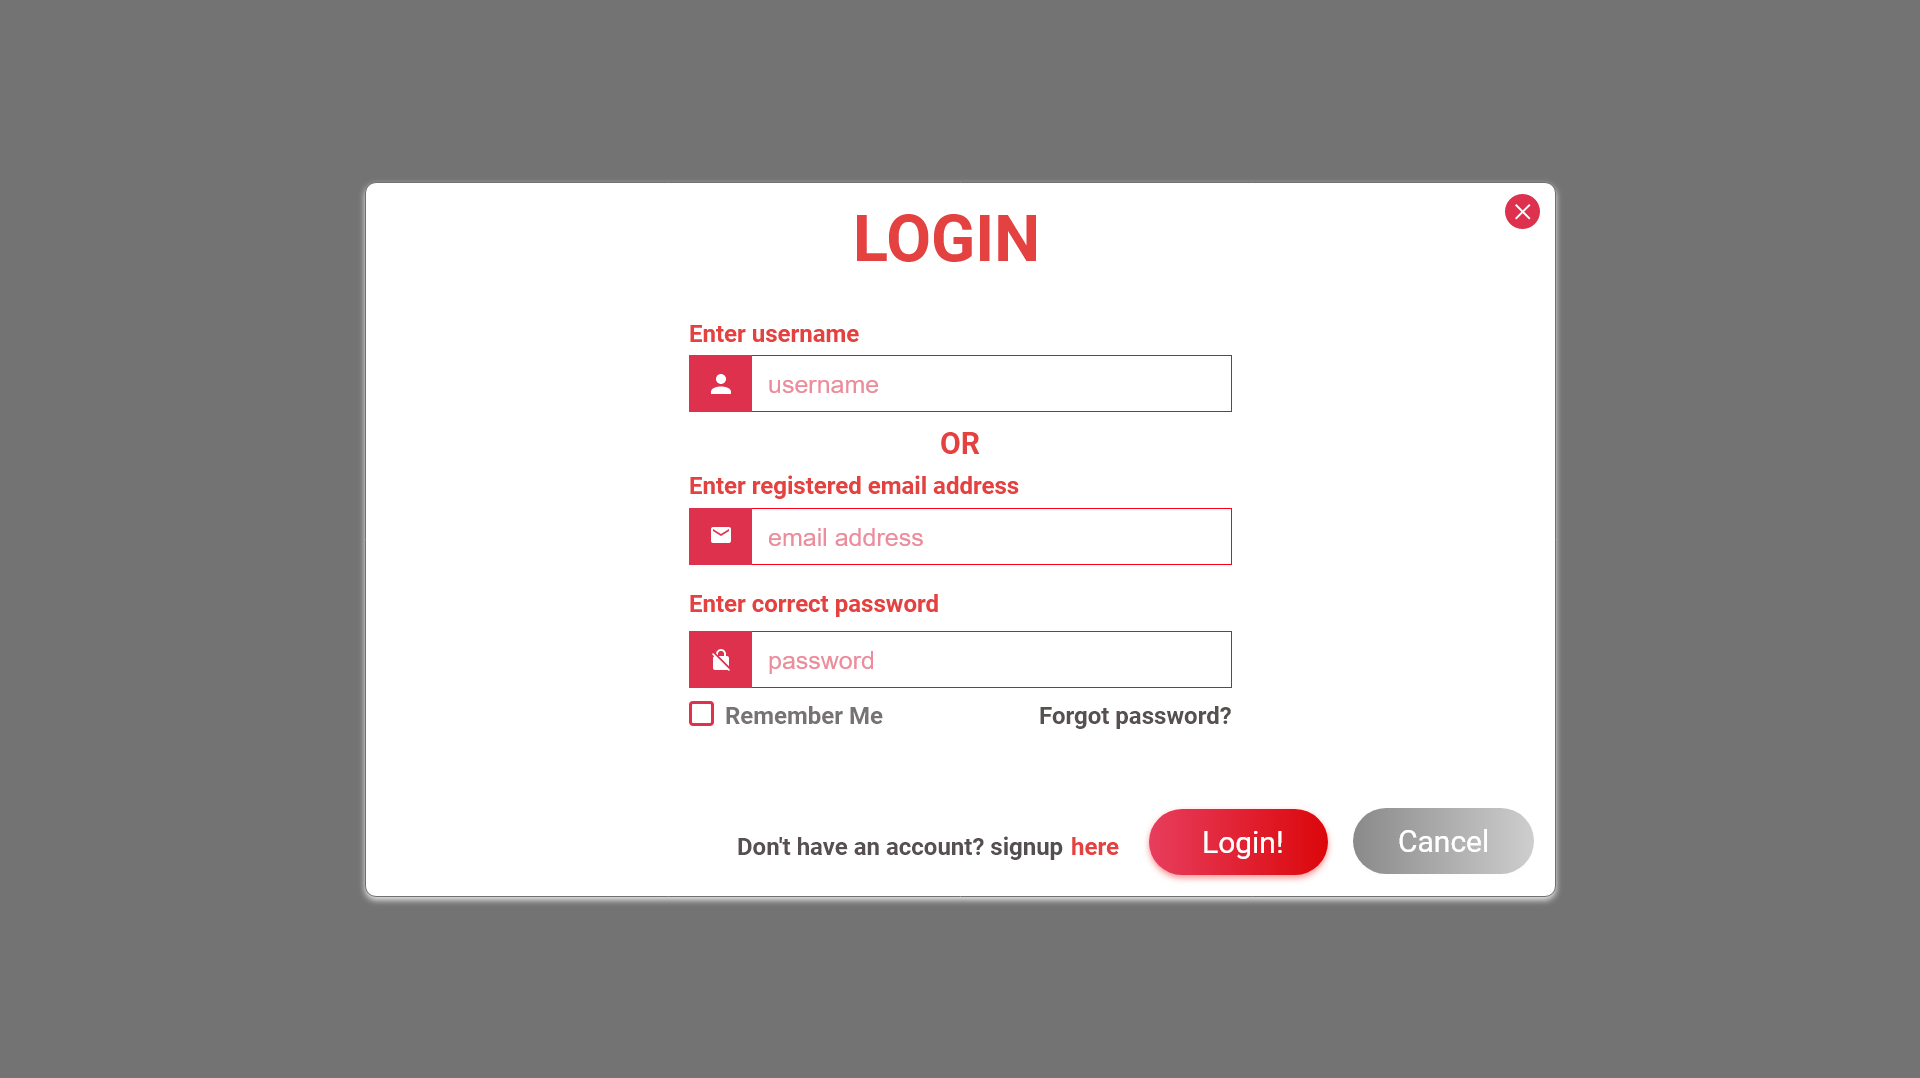 LOGIN
Enter username
username
OR
Enter registered email address
email address
Enter correct password
password
Remember Me
Forgot password?
Don't have an account? signup here
Login!
Cancel